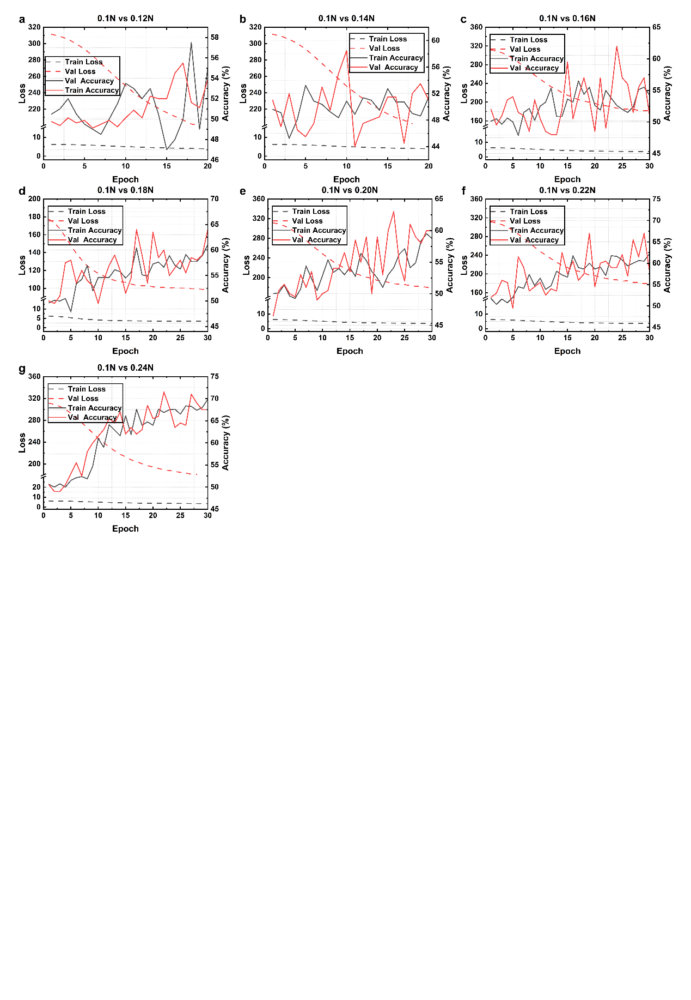 a
0.1N vs 0.12N
320
300
280
260
240
220
10
0
Loss
58
56
54
52
50
48
46
Accuracy (%)
Train Loss
Val Loss
Val Accuracy
Train Accuracy
0 5 10 15 20
Epoch
b
0.1N vs 0.14N
320
300
280
260
240
220
10
0
Loss
60
56
52
48
44
Accuracy (%)
Train Loss
Val Loss
Train Accuracy
Val Accuracy
0 5 10 15 20
Epoch
c
0.1N vs 0.16N
360
320
280
240
200
160
10
0
Loss
65
60
55
50
45
Accuracy (%)
Train Loss
Val Loss
Train Accuracy
Val Accuracy
0 5 10 15 20 25 30
Epoch
d
0.1N vs 0.18N
200
180
160
140
120
100
10
5
0
Loss
70
65
60
55
50
45
Accuracy (%)
Train Loss
Val Loss
Train Accuracy
Val Accuracy
0 5 10 15 20 25 30
Epoch
e
0.1N vs 0.20N
360
320
280
240
200
10
0
Loss
65
60
55
50
45
Accuracy (%)
Train Loss
Val Loss
Train Accuracy
Val Accuracy
0 5 10 15 20 25 30
Epoch
f
0.1N vs 0.22N
360
320
280
240
200
160
10
0
Loss
75
70
65
60
55
50
45
Accuracy (%)
Train Loss
Val Loss
Train Accuracy
Val Accuracy
0 5 10 15 20 25 30
Epoch
g
0.1N vs 0.24N
360
320
280
240
200
20
10
0
Loss
75
70
65
60
55
50
45
Accuracy (%)
Train Loss
Val Loss
Train Accuracy
Val Accuracy
0 5 10 15 20 25 30
Epoch